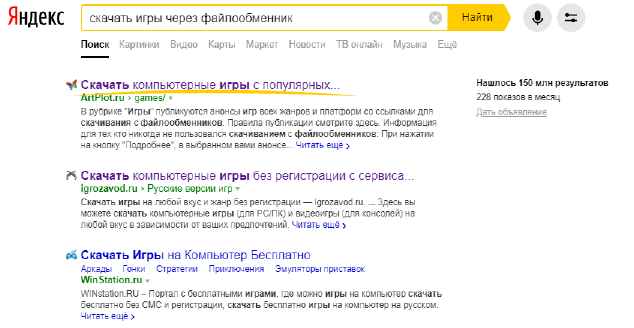 Яндекс
скачать игры через файлообменник
Найти
Поиск Картинки Видео Карты Маркет Новости ТВ онлайн Музыка Ещё
Скачать компьютерные игры с популярных...
ArtPlot.ru › games/
В рубрике "Игры" публикуются анонсы игр всех жанров и платформ со ссылками для
скачивания с файлообменников. Правила публикации смотрите здесь. Информация
для тех кто никогда не пользовался скачиванием с файлообменников: При нажатии
на кнопку "Подробнее", в выбранном вами анонсе... Читать ещё ›
Скачать компьютерные игры без регистрации с сервиса...
igrozavod.ru › Русские версии игр
Скачать игры на любой вкус и жанр без регистрации — Igrozavod.ru. ... Здесь вы
можете скачать компьютерные игры (для PC/ПК) и видеоигры (для консолей) на
любой вкус в зависимости от ваших предпочтений. Читать ещё ›
Скачать Игры на Компьютер Бесплатно
Аркады Гонки Стратегии Приключения Эмуляторы приставок
WinStation.ru
WINstation.RU – Портал с бесплатными играми, где можно игры на компьютер скачать
бесплатно без СМС и регистрации, скачать бесплатно игры на компьютер на русском.
Читать ещё ›
Нашлось 150 млн результатов
228 показов в месяц
Дать объявление